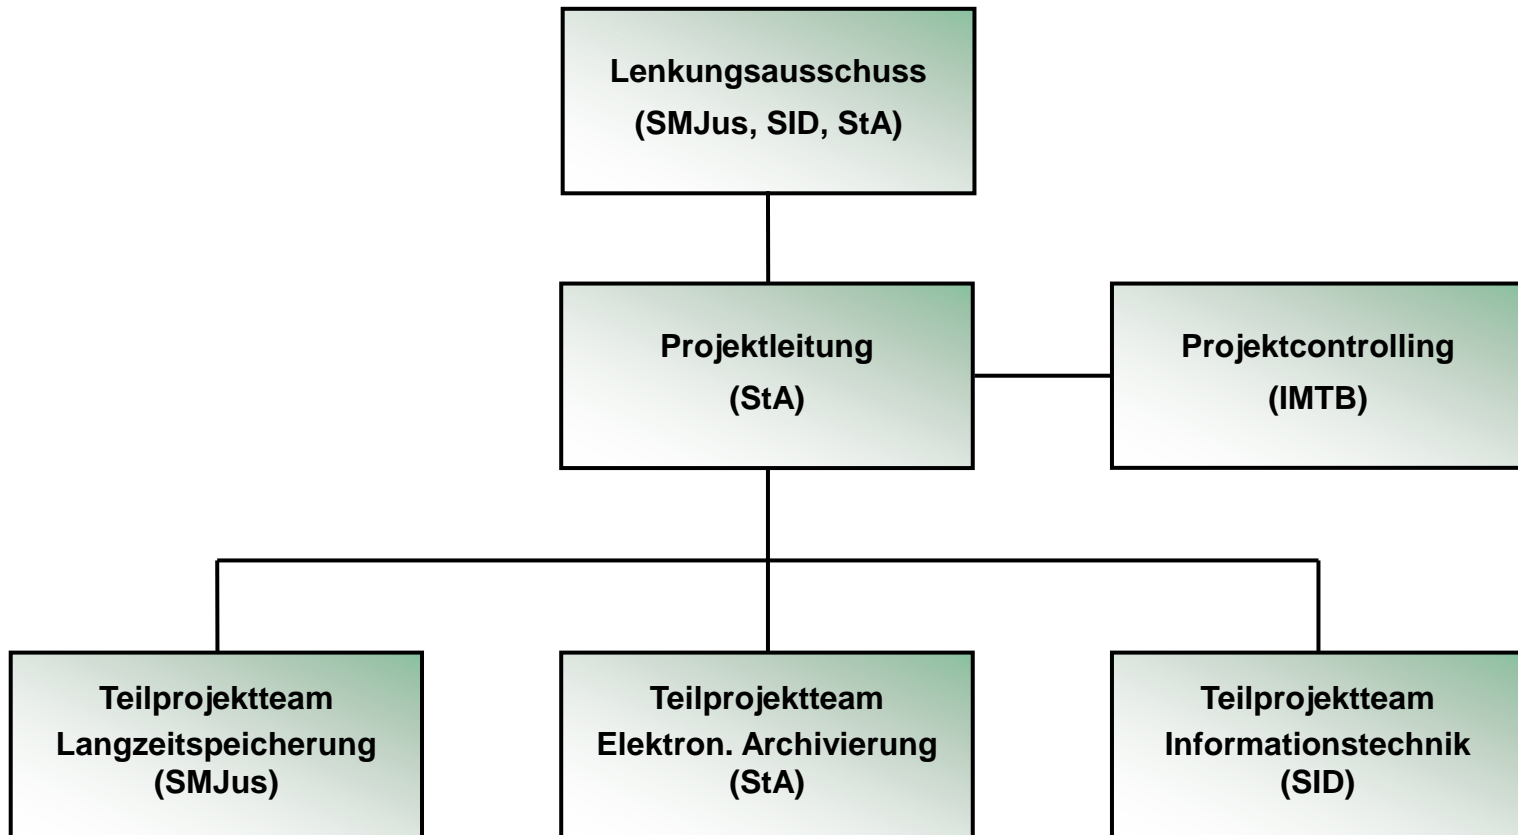 Lenkungsausschuss
(SMJus, SID, StA)
Projektleitung
(StA)
Projektcontrolling
(IMTB)
Teilprojektteam
Langzeitspeicherung
(SMJus)
Teilprojektteam
Elektron. Archivierung
(StA)
Teilprojektteam
Informationstechnik
(SID)